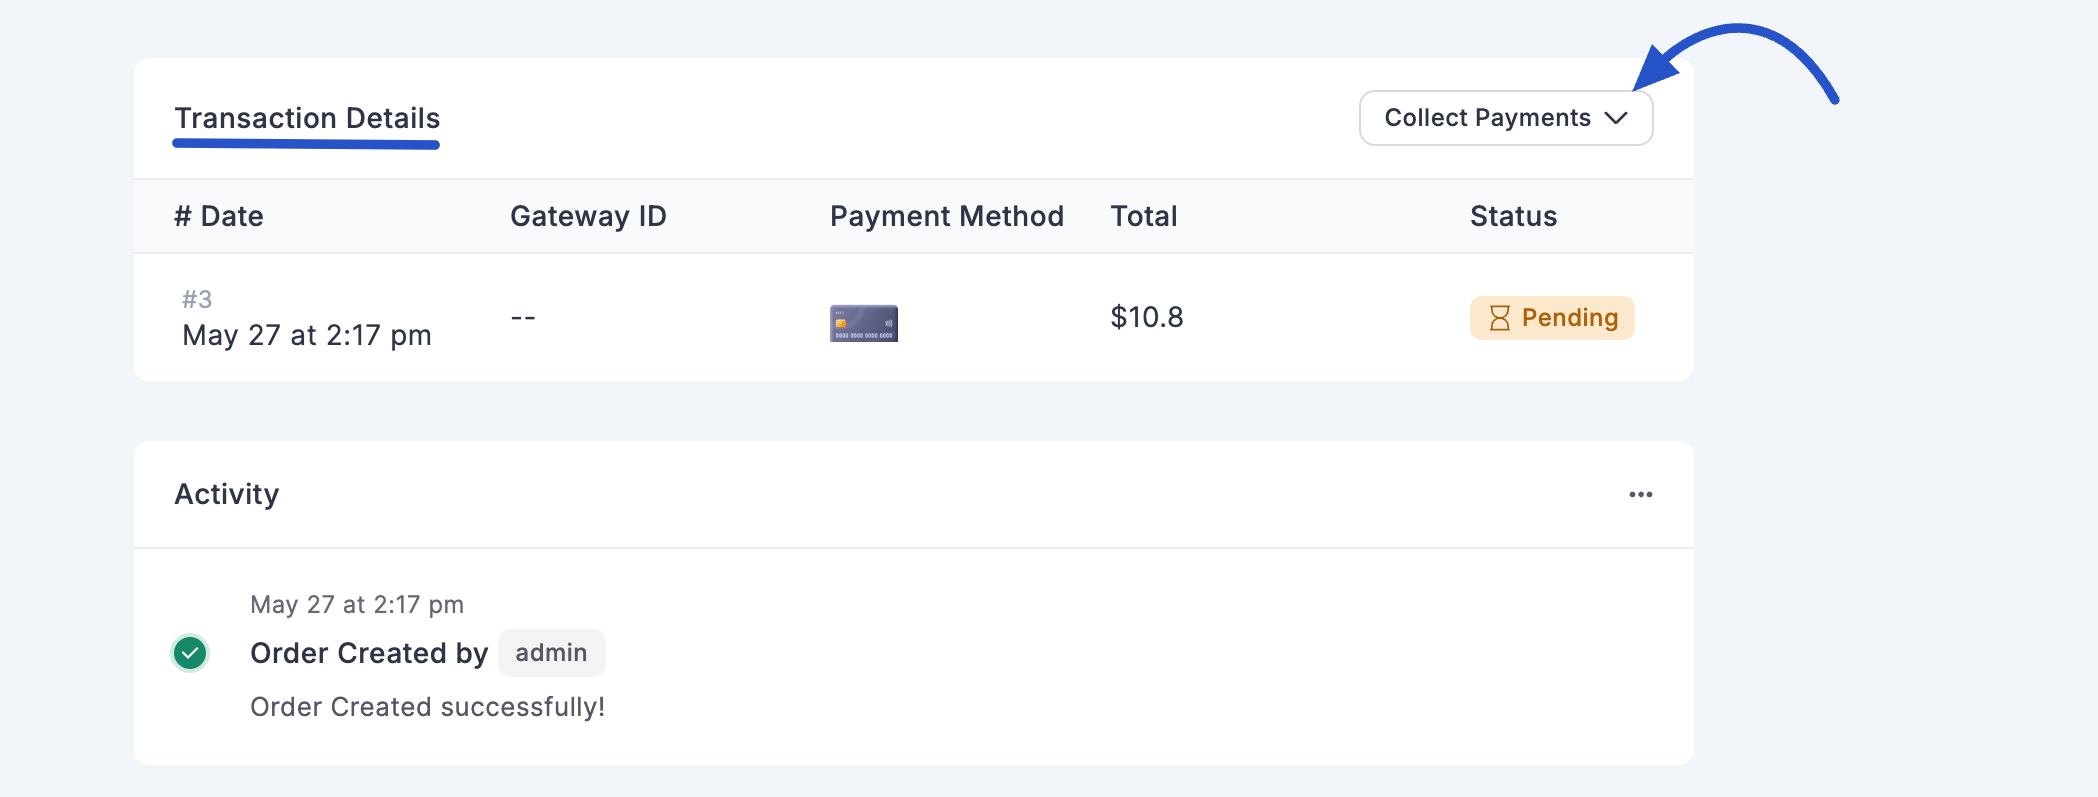 Transaction Details
Collect Payments
# Date Gateway ID Payment Method Total Status
#3
May 27 at 2:17 pm -- $10.8 Pending
Activity
May 27 at 2:17 pm
Order Created by admin
Order Created successfully!